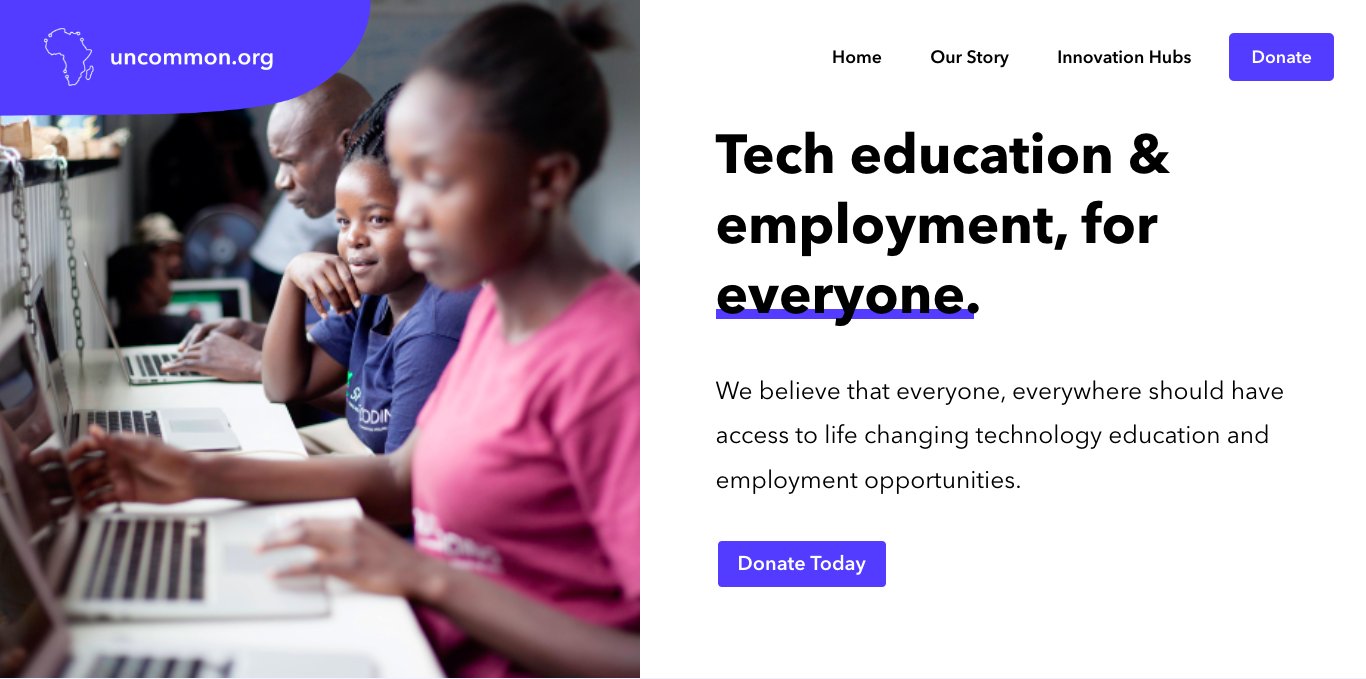 uncommon.org
Home Our Story Innovation Hubs Donate
Tech education &
employment, for
everyone.
We believe that everyone, everywhere should have
access to life changing technology education and
employment opportunities.
Donate Today